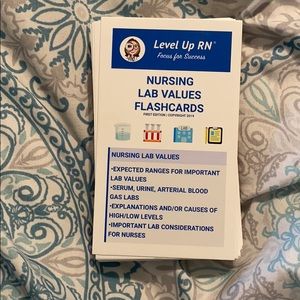 Level Up RN
Focus for Success
NURSING
LAB VALUES
FLASHCARDS
FIRST EDITION | COPYRIGHT 2019
NURSING LAB VALUES
•EXPECTED RANGES FOR IMPORTANT
LAB VALUES
•SERUM, URINE, ARTERIAL BLOOD
GAS LABS
•EXPLANATIONS AND/OR CAUSES OF
HIGH/LOW LEVELS
•IMPORTANT LAB CONSIDERATIONS
FOR NURSES